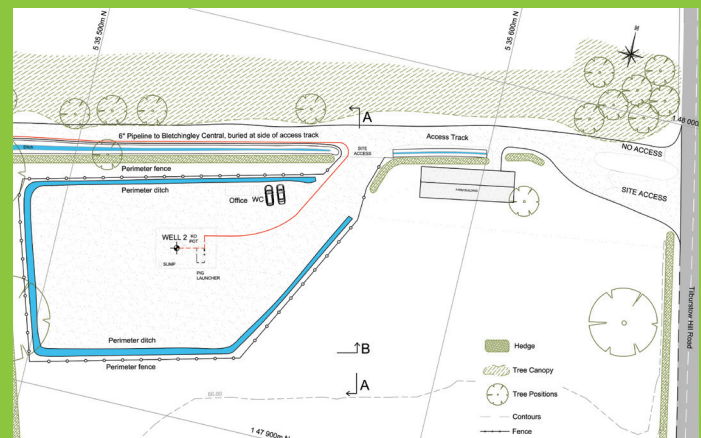 5 35 500m N
5 35 600m N
N
A
1 48 000
6" Pipeline to Bletchingley Central, buried at side of access track
Access Track
Ditch
SITE
ACCESS
NO ACCESS
Perimeter fence
SITE ACCESS
Perimeter ditch
Office
WC
FARM BUILDING
WELL 2
KO
POT
SUMP
PIG
LAUNCHER
Tilburstow Hill Road
Perimeter ditch
Perimeter fence
B
A
Hedge
Tree Canopy
Tree Positions
Contours
Fence
1 47 900m N